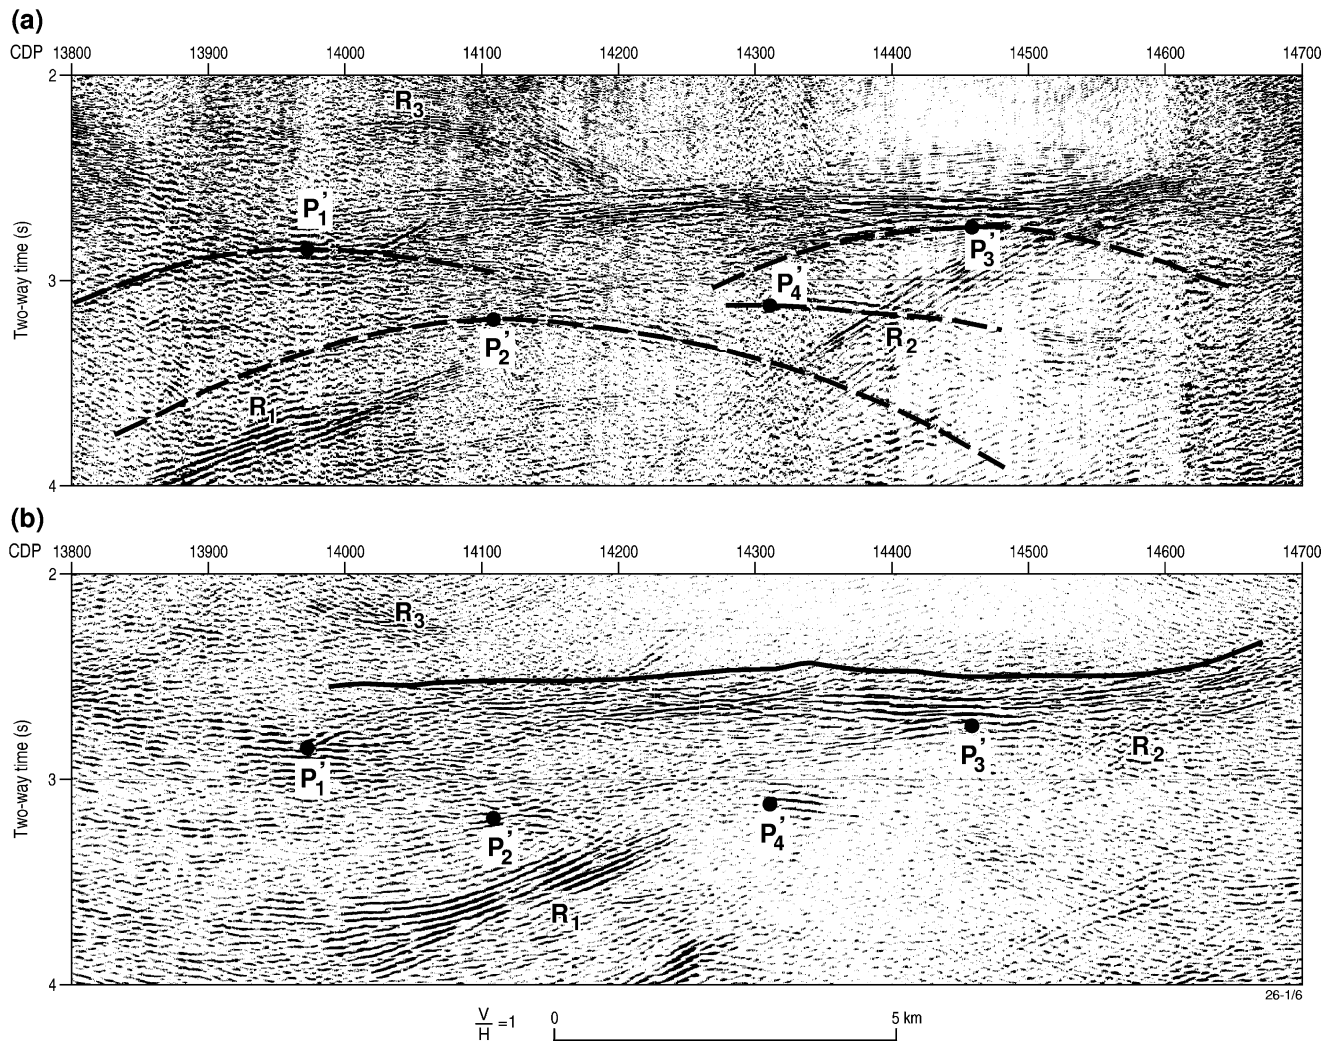 (a)
CDP 13800 13900 14000 14100 14200 14300 14400 14500 14600 14700
2
R3
P1'
P3'
3
P4'
P2'
R2
R1
4
Two-way time (s)
(b)
CDP 13800 13900 14000 14100 14200 14300 14400 14500 14600 14700
2
R3
P1'
P3'
R2
3
P2'
P4'
R1
4
Two-way time (s)
26-1/6
V/H =1 0 5 km